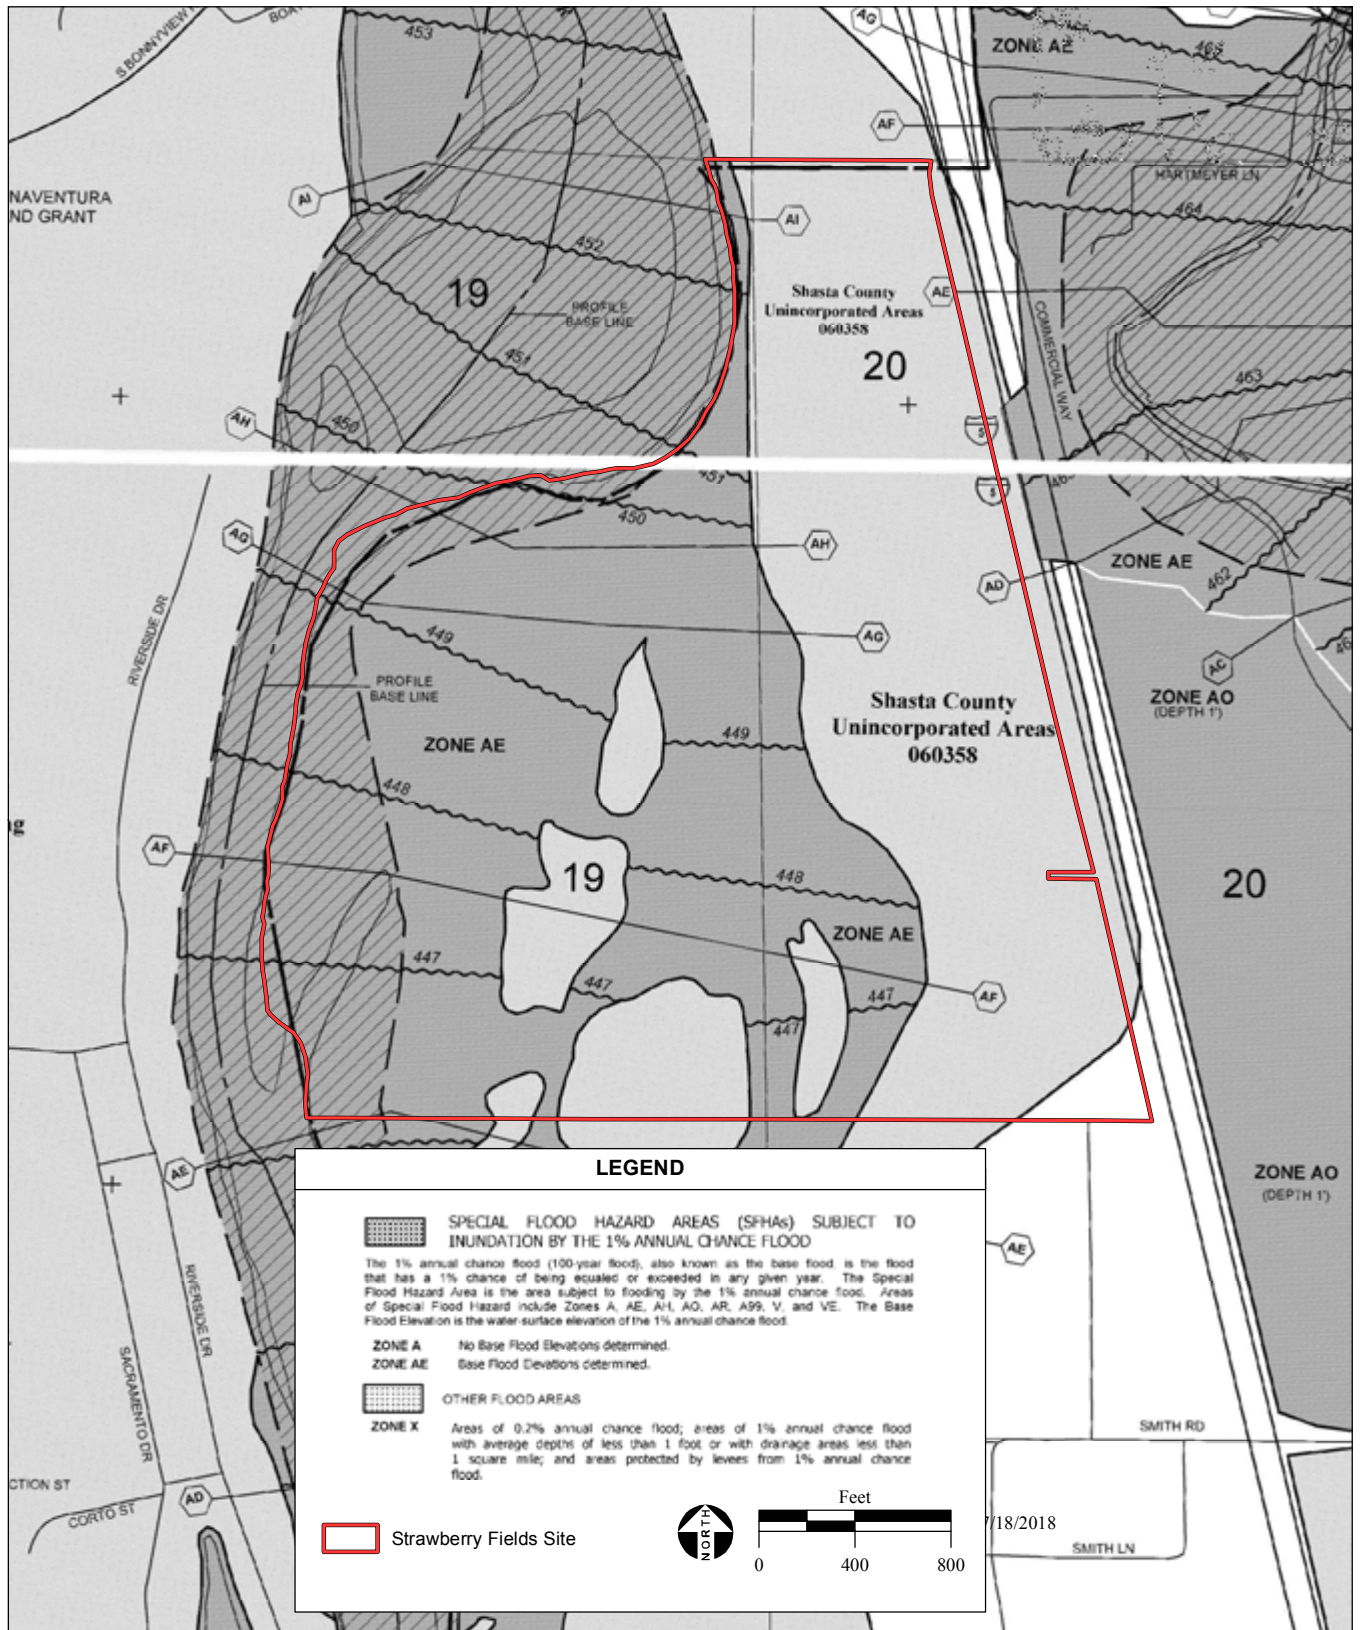 453
S BONNYVIEW
AG
ZONE AE
465
AF
HARTMEYER LN
NAVENTURA
ND GRANT
AI
AI
464
452
19
PROFILE
BASE LINE
Shasta County
Unincorporated Areas
060358
AE
COMMERCIAL WAY
451
20
463
AH
450
5
451
5
450
AG
AH
ZONE AE
AD
462
RIVERSIDE DR
449
AG
AC
46
PROFILE
BASE LINE
ZONE AO
(DEPTH 1')
Shasta County
Unincorporated Areas
060358
ZONE AE
449
448
AF
19
448
20
ZONE AE
447
447
447
447
AF
AE
ZONE AO
(DEPTH 1')
AE
RIVERSIDE DR
SACRAMENTO DR
SMITH RD
CTION ST
CORTO ST
AD
SMITH LN
7/18/2018
LEGEND
SPECIAL FLOOD HAZARD AREAS (SFHAs) SUBJECT TO
INUNDATION BY THE 1% ANNUAL CHANCE FLOOD
The 1% annual chance flood (100-year flood), also known as the base flood, is the flood
that has a 1% chance of being equaled or exceeded in any given year. The Special
Flood Hazard Area is the area subject to flooding by the 1% annual chance flood. Areas
of Special Flood Hazard include Zones A, AE, AH, AO, AR, A99, V, and VE. The Base
Flood Elevation is the water-surface elevation of the 1% annual chance flood.
ZONE A No Base Flood Elevations determined.
ZONE AE Base Flood Elevations determined.
OTHER FLOOD AREAS
ZONE X Areas of 0.2% annual chance flood; areas of 1% annual chance flood
with average depths of less than 1 foot or with drainage areas less than
1 square mile; and areas protected by levees from 1% annual chance
flood.
Strawberry Fields Site
NORTH
Feet
0 400 800